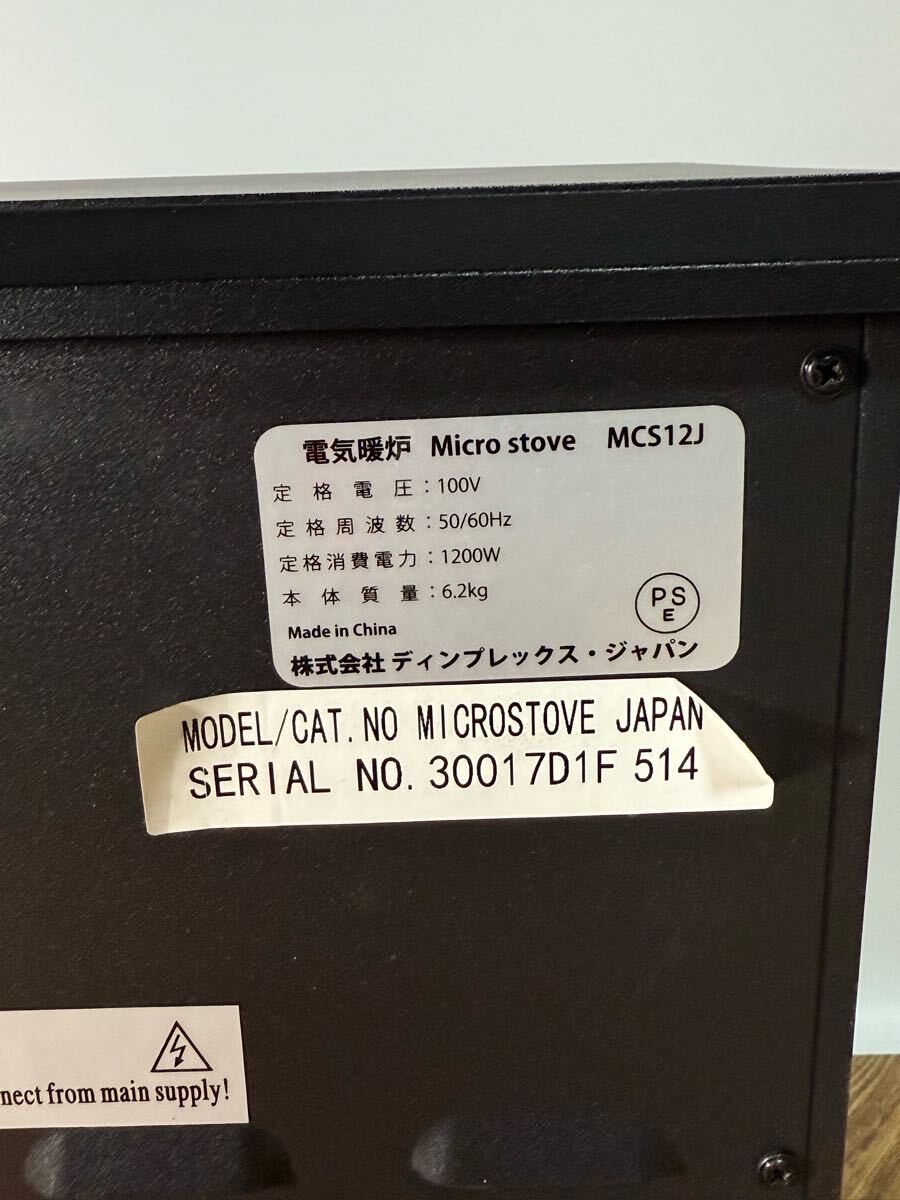 電気暖炉 Micro stove MCS12J
定格電圧：100V
定格周波数：50/60Hz
定格消費電力：1200W
本体質量：6.2kg
PS
E
Made in China
株式会社 ディンプレックス・ジャパン
MODEL/CAT.NO MICROSTOVE JAPAN
SERIAL NO. 30017D1F 514
nect from main supply!